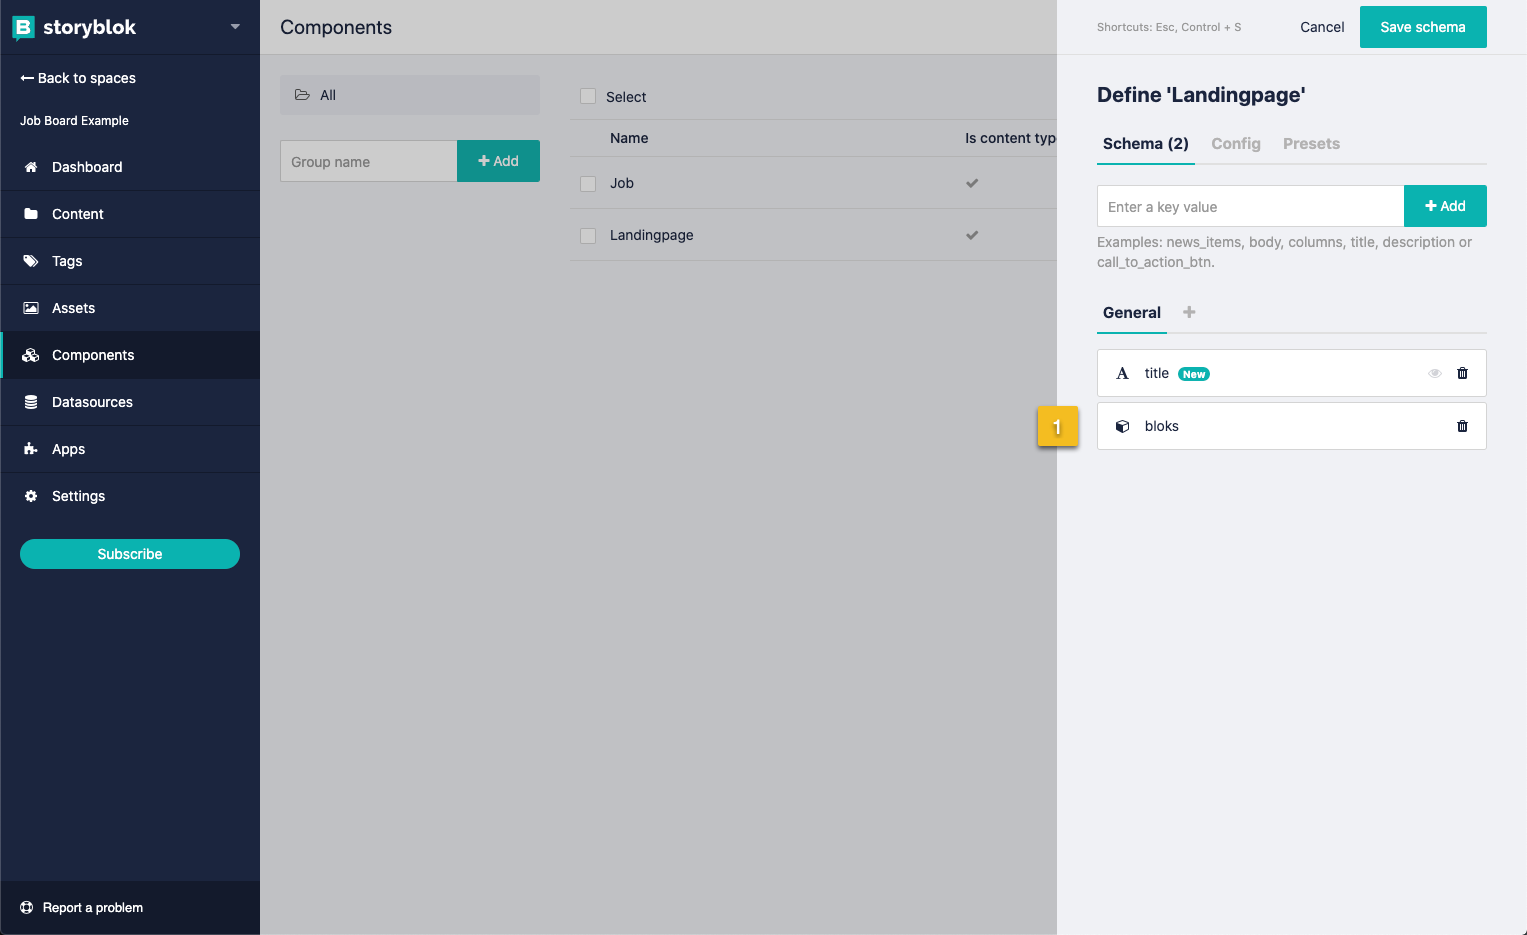 storyblok
Back to spaces
Job Board Example
Dashboard
Content
Tags
Assets
Components
Datasources
Apps
Settings
Subscribe
Report a problem
Components
All
Group name
+ Add
Select
Name
Is content typ
Job
Landingpage
Shortcuts: Esc, Control + S
Cancel
Save schema
Define 'Landingpage'
Schema (2)
Config
Presets
Enter a key value
+ Add
Examples: news_items, body, columns, title, description or
call_to_action_btn.
General
+
title New
1
bloks